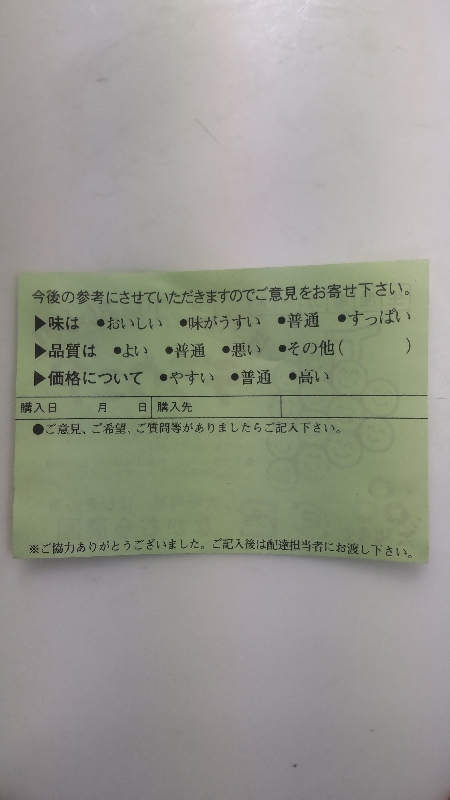 今後の参考にさせていただきますのでご意見をお寄せ下さい。
▶味は ●おいしい ●味がうすい ●普通 ●すっぱい
▶品質は ●よい ●普通 ●悪い ●その他( )
▶価格について ●やすい ●普通 ●高い
購入日 月 日 購入先
●ご意見、ご希望、ご質問等がありましたらご記入下さい。
※ご協力ありがとうございました。ご記入後は配達担当者にお渡し下さい。